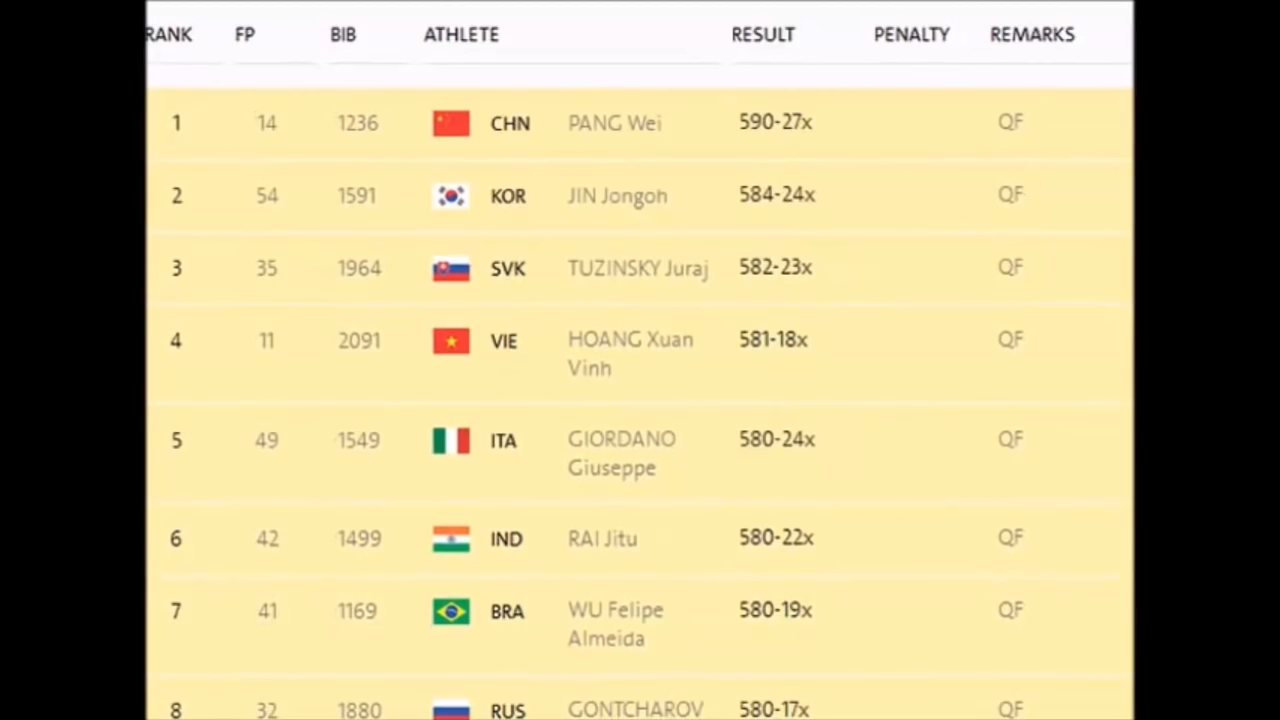 RANK FP BIB ATHLETE RESULT PENALTY REMARKS
1 14 1236 CHN PANG Wei 590-27x QF
2 54 1591 KOR JIN Jongoh 584-24x QF
3 35 1964 SVK TUZINSKY Juraj 582-23x QF
4 11 2091 VIE HOANG Xuan 581-18x QF
Vinh
5 49 1549 ITA GIORDANO 580-24x QF
Giuseppe
6 42 1499 IND RAI Jitu 580-22x QF
7 41 1169 BRA WU Felipe 580-19x QF
Almeida
8 32 1880 RUS GONTCHAROV 580-17x QF